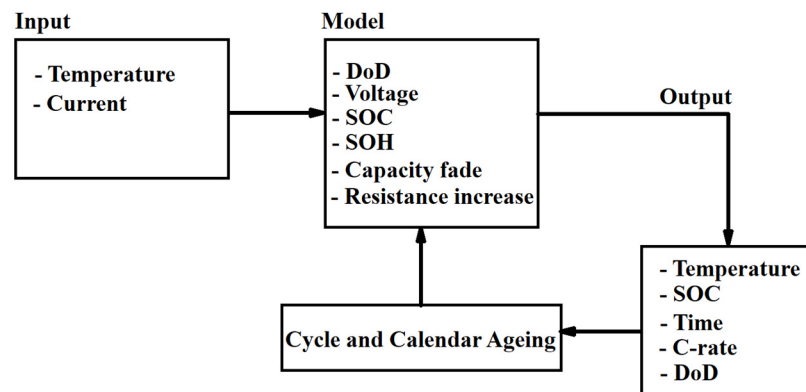 Input
- Temperature
- Current
Model
- DoD
- Voltage
- SOC
- SOH
- Capacity fade
- Resistance increase
Output
- Temperature
- SOC
- Time
- C-rate
- DoD
Cycle and Calendar Ageing